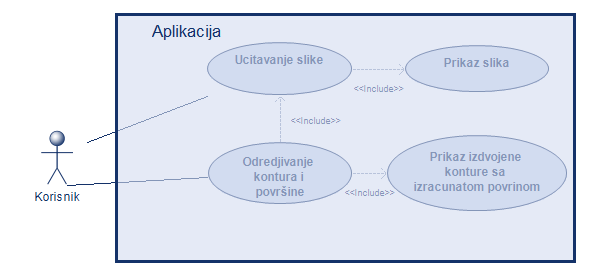 Aplikacija
Ucitavanje slike
<<Include>>
Prikaz slika
<<Include>>
Korisnik
Odredjivanje
kontura i
površine
<<Include>>
Prikaz izdvojene
konture sa
izracunatom povrinom